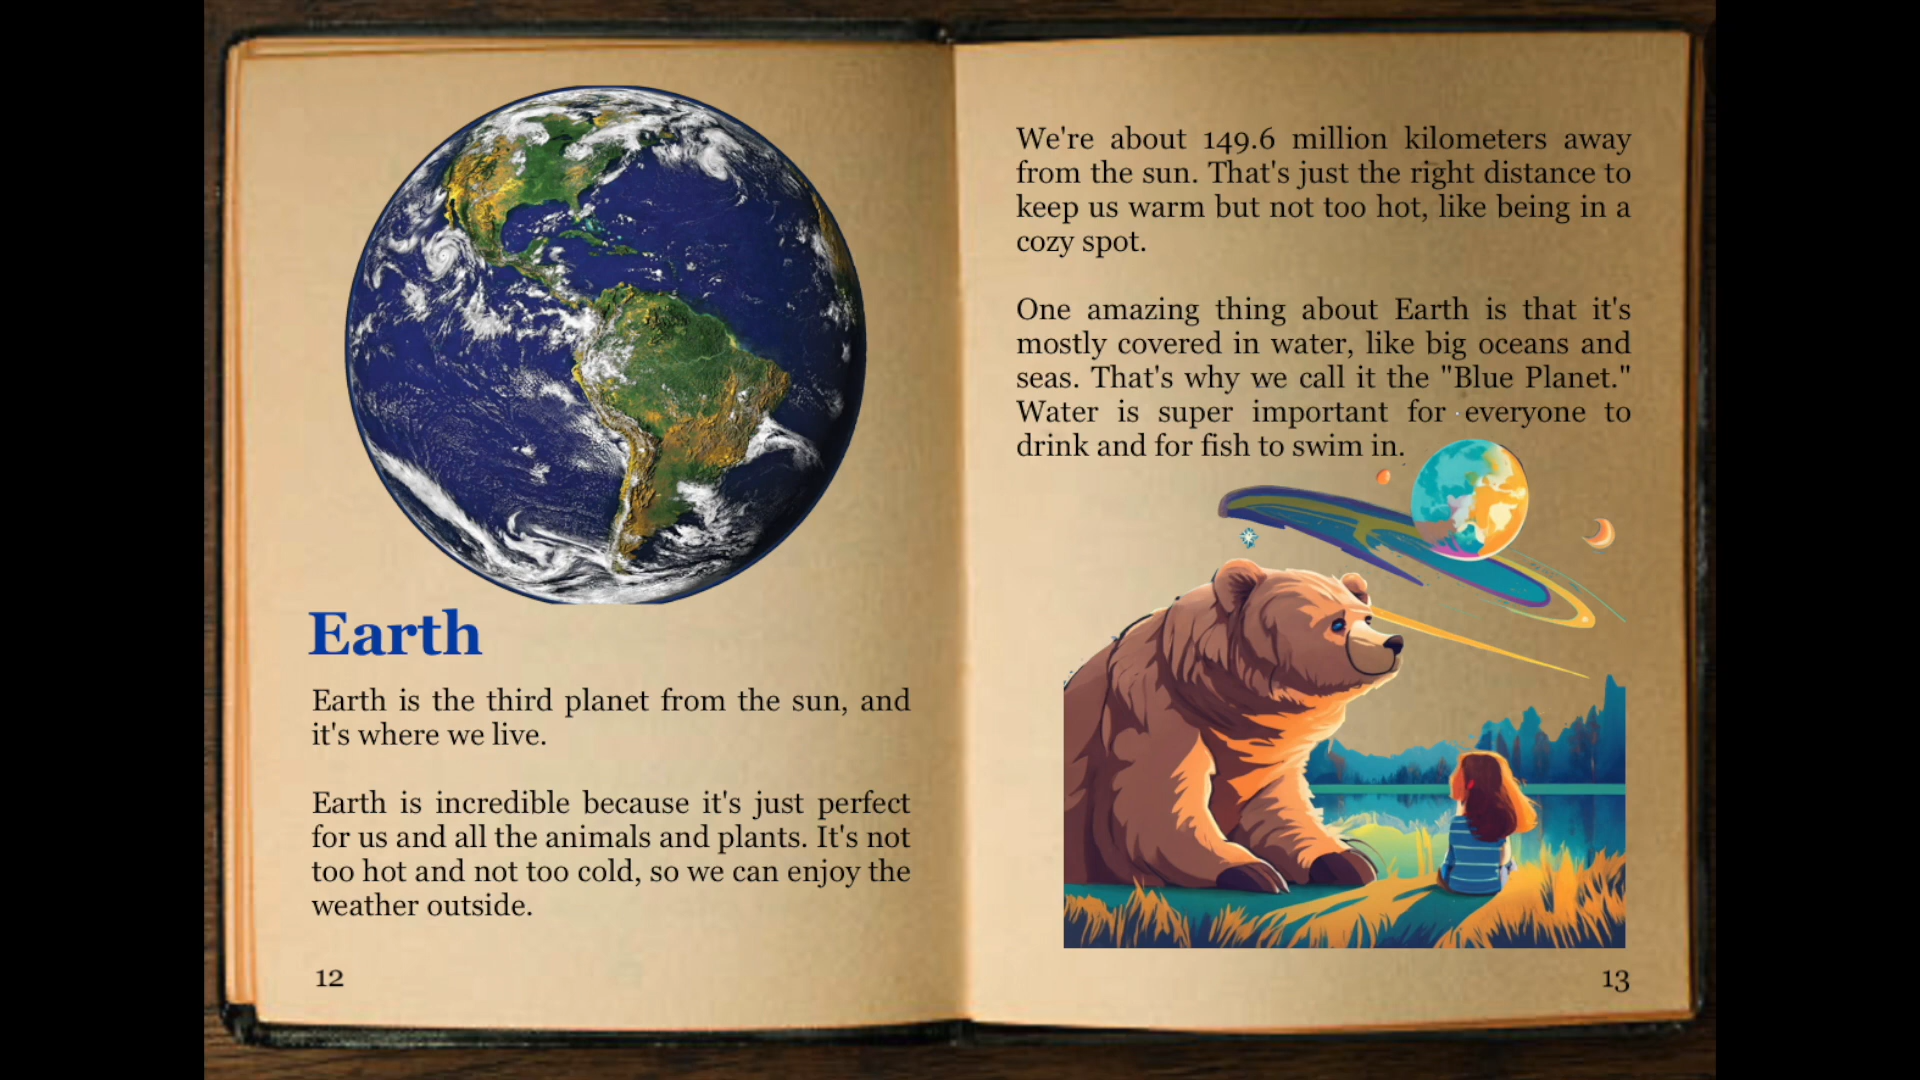 Earth
Earth is the third planet from the sun, and
it's where we live.
Earth is incredible because it's just perfect
for us and all the animals and plants. It's not
too hot and not too cold, so we can enjoy the
weather outside.
12
We're about 149.6 million kilometers away
from the sun. That's just the right distance to
keep us warm but not too hot, like being in a
cozy spot.
One amazing thing about Earth is that it's
mostly covered in water, like big oceans and
seas. That's why we call it the "Blue Planet."
Water is super important for everyone to
drink and for fish to swim in.
13